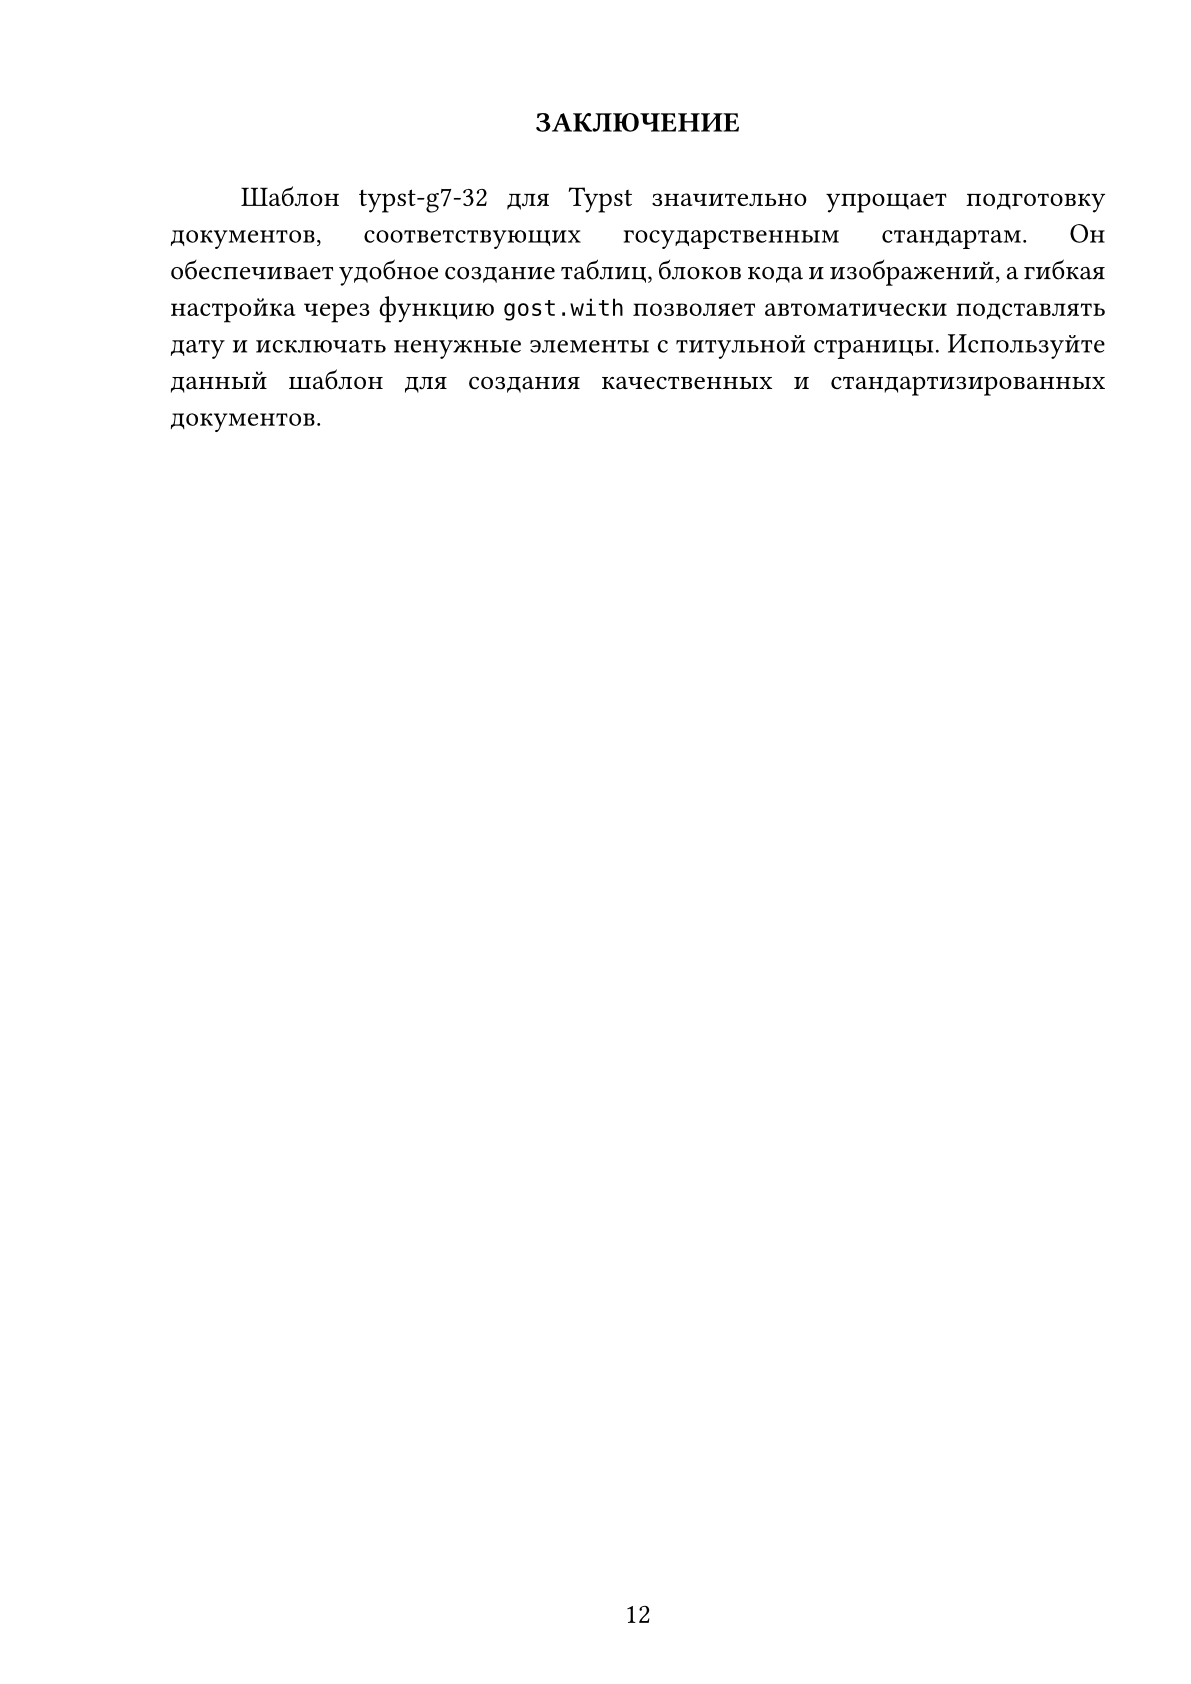 ЗАКЛЮЧЕНИЕ
Шаблон typst-g7-32 для Typst значительно упрощает подготовку
документов, соответствующих государственным стандартам. Он
обеспечивает удобное создание таблиц, блоков кода и изображений, а гибкая
настройка через функцию gost.with позволяет автоматически подставлять
дату и исключать ненужные элементы с титульной страницы. Используйте
данный шаблон для создания качественных и стандартизированных
документов.
12